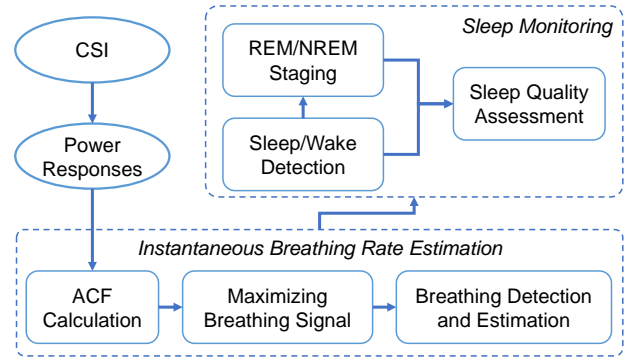 CSI
Power
Responses
Sleep Monitoring
REM/NREM
Staging
Sleep/Wake
Detection
Sleep Quality
Assessment
Instantaneous Breathing Rate Estimation
ACF
Calculation
Maximizing
Breathing Signal
Breathing Detection
and Estimation